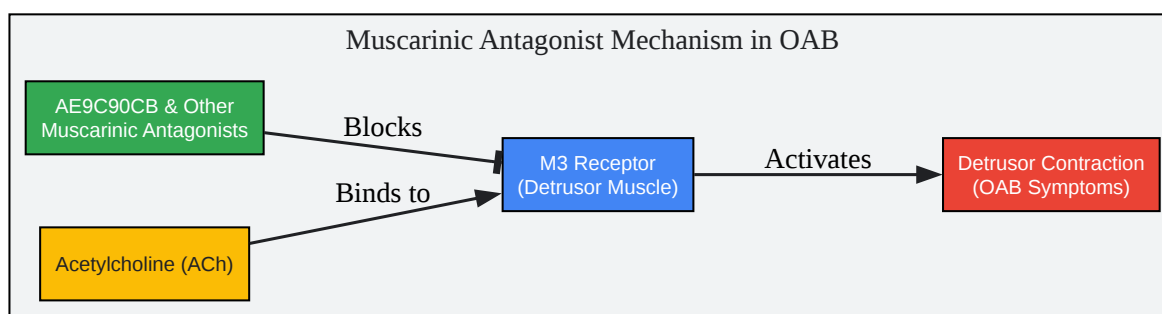 Muscarinic Antagonist Mechanism in OAB
AE9C90CB & Other
Muscarinic Antagonists
Blocks
Binds to
Acetylcholine (ACh)
M3 Receptor
(Detrusor Muscle)
Activates
Detrusor Contraction
(OAB Symptoms)